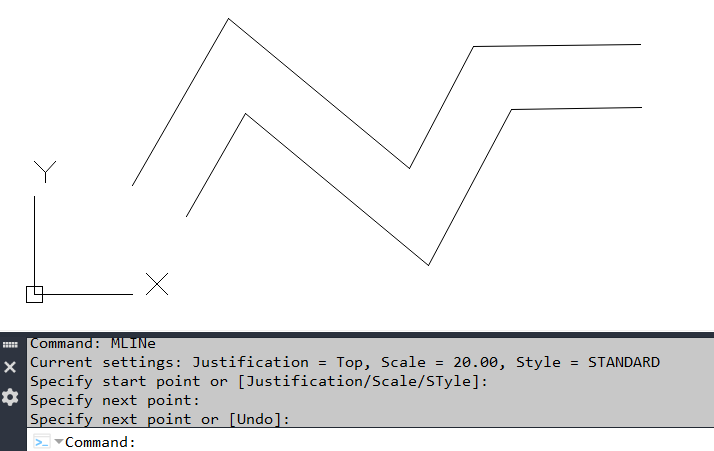 Y
X
Command: MLINe
Current settings: Justification = Top, Scale = 20.00, Style = STANDARD
Specify start point or [Justification/Scale/STyle]:
Specify next point:
Specify next point or [Undo]:
Command: